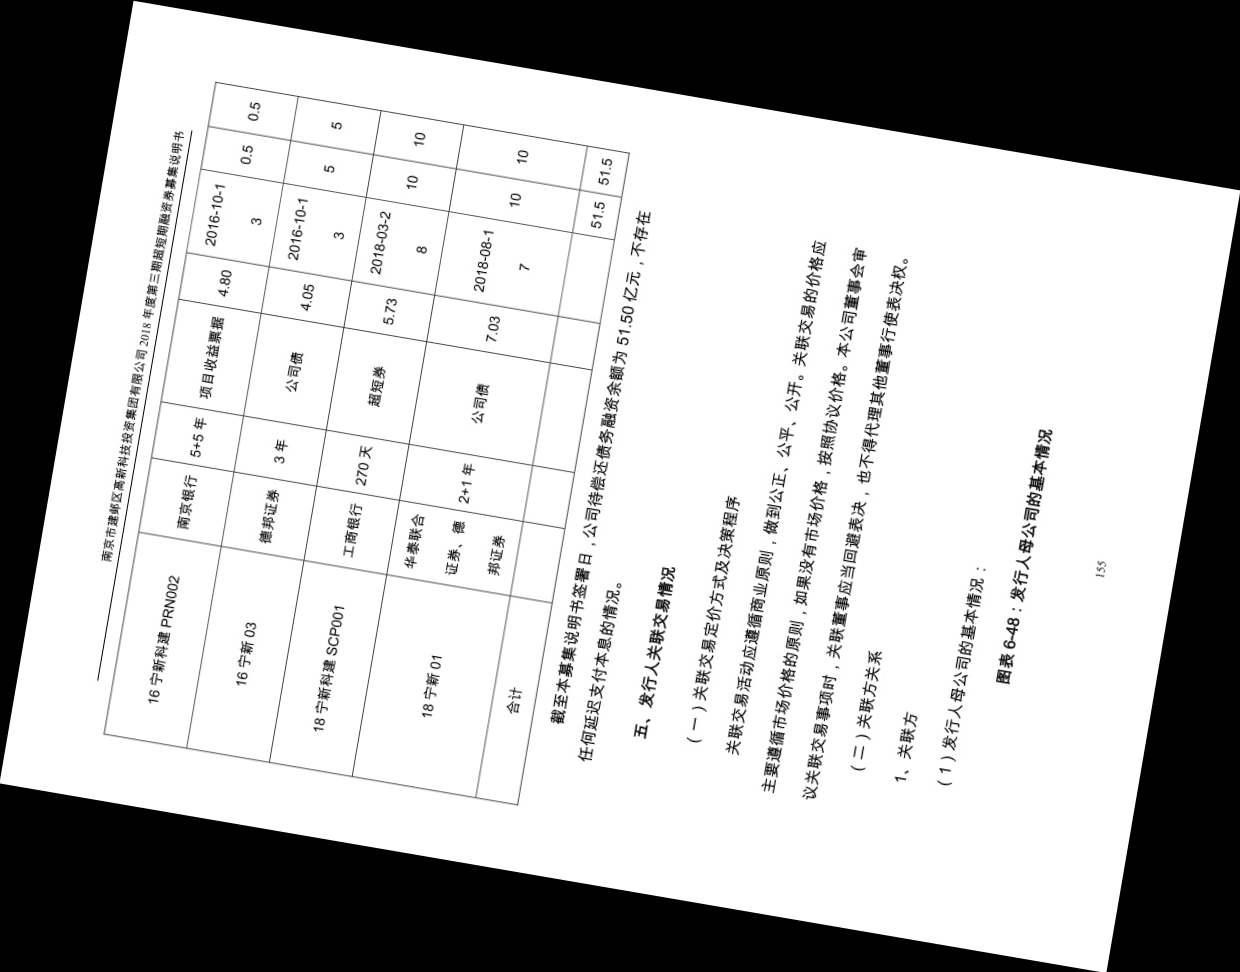 南京市建邺区高新科技投资集团有限公司 2018 年度第三期超短期融资券募集说明书
16 宁新科建 PRN002 南京银行 5+5 年 项目收益票据 4.80 2016-10-1 0.5 0.5
3
16 宁新 03 德邦证券 3 年 公司债 4.05 2016-10-1 5 5
3
18 宁新科建 SCP001 工商银行 270 天 超短券 5.73 2018-03-2 10 10
8
华泰联合
18 宁新 01 证券、德 2+1 年 公司债 7.03 2018-08-1 10 10
邦证券 7
合计 51.5 51.5
截至本募集说明书签署日，公司待偿还债务融资余额为 51.50 亿元，不存在
任何延迟支付本息的情况。
五、发行人关联交易情况
（一）关联交易定价方式及决策程序
关联交易活动应遵循商业原则，做到公正、公平、公开。关联交易的价格应
主要遵循市场价格的原则，如果没有市场价格，按照协议价格。本公司董事会审
议关联交易事项时，关联董事应当回避表决，也不得代理其他董事行使表决权。
（二）关联方关系
1、关联方
（1）发行人母公司的基本情况：
图表 6-48：发行人母公司的基本情况
155